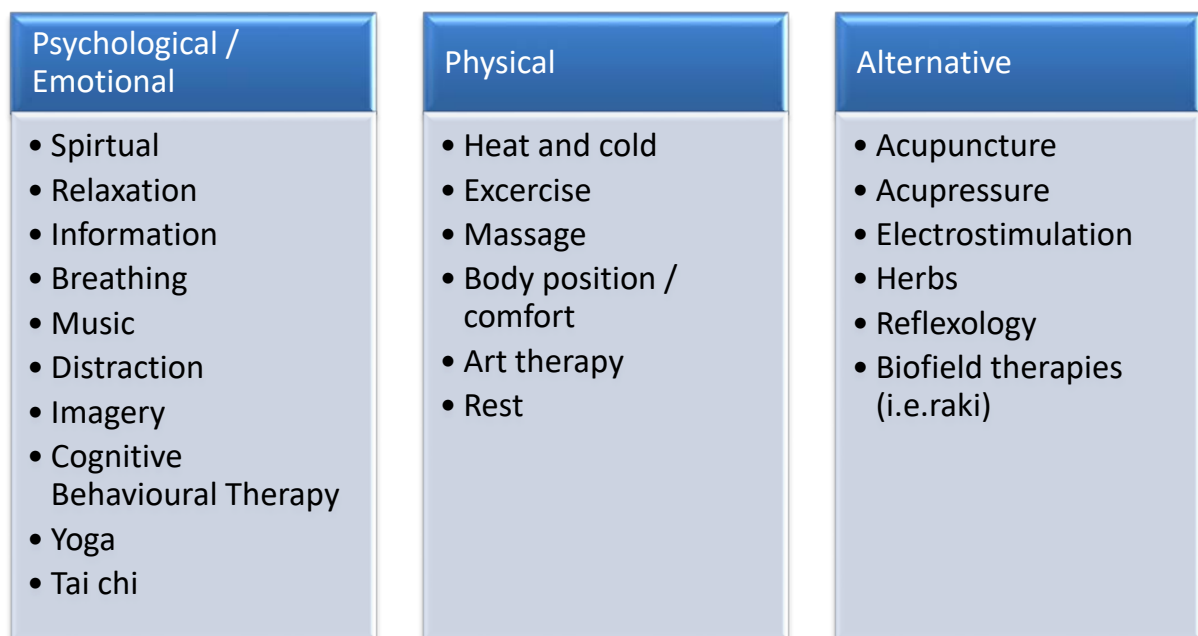 Psychological /
Emotional
• Spirtual
• Relaxation
• Information
• Breathing
• Music
• Distraction
• Imagery
• Cognitive
Behavioural Therapy
• Yoga
• Tai chi
Physical
• Heat and cold
• Excercise
• Massage
• Body position /
comfort
• Art therapy
• Rest
Alternative
• Acupuncture
• Acupressure
• Electrostimulation
• Herbs
• Reflexology
• Biofield therapies
(i.e.raki)